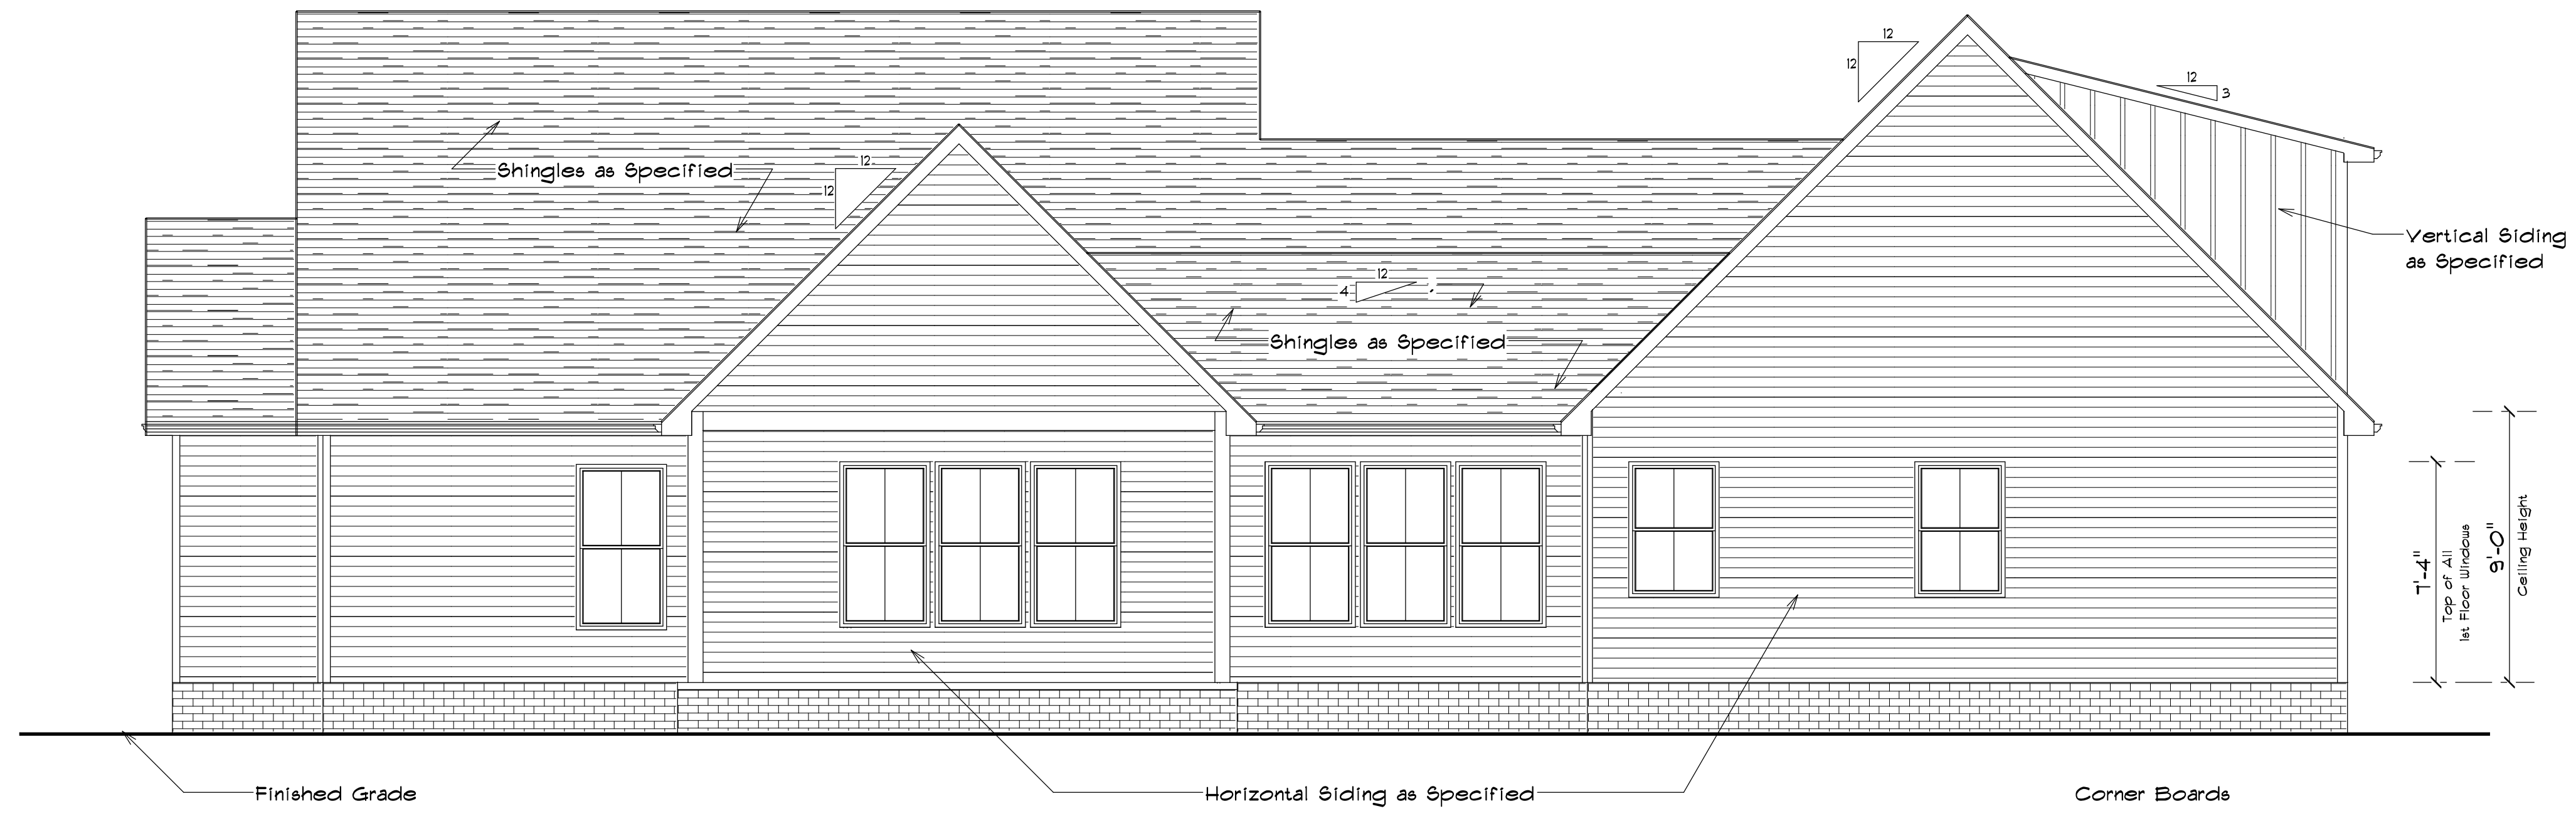 12
12
12
3
Shingles as Specified
12
12
Vertical Siding
as Specified
12
4
Shingles as Specified
7'-4"
Top of All
1st Floor Windows
9'-0"
Ceiling Height
Finished Grade
Horizontal Siding as Specified
Corner Boards